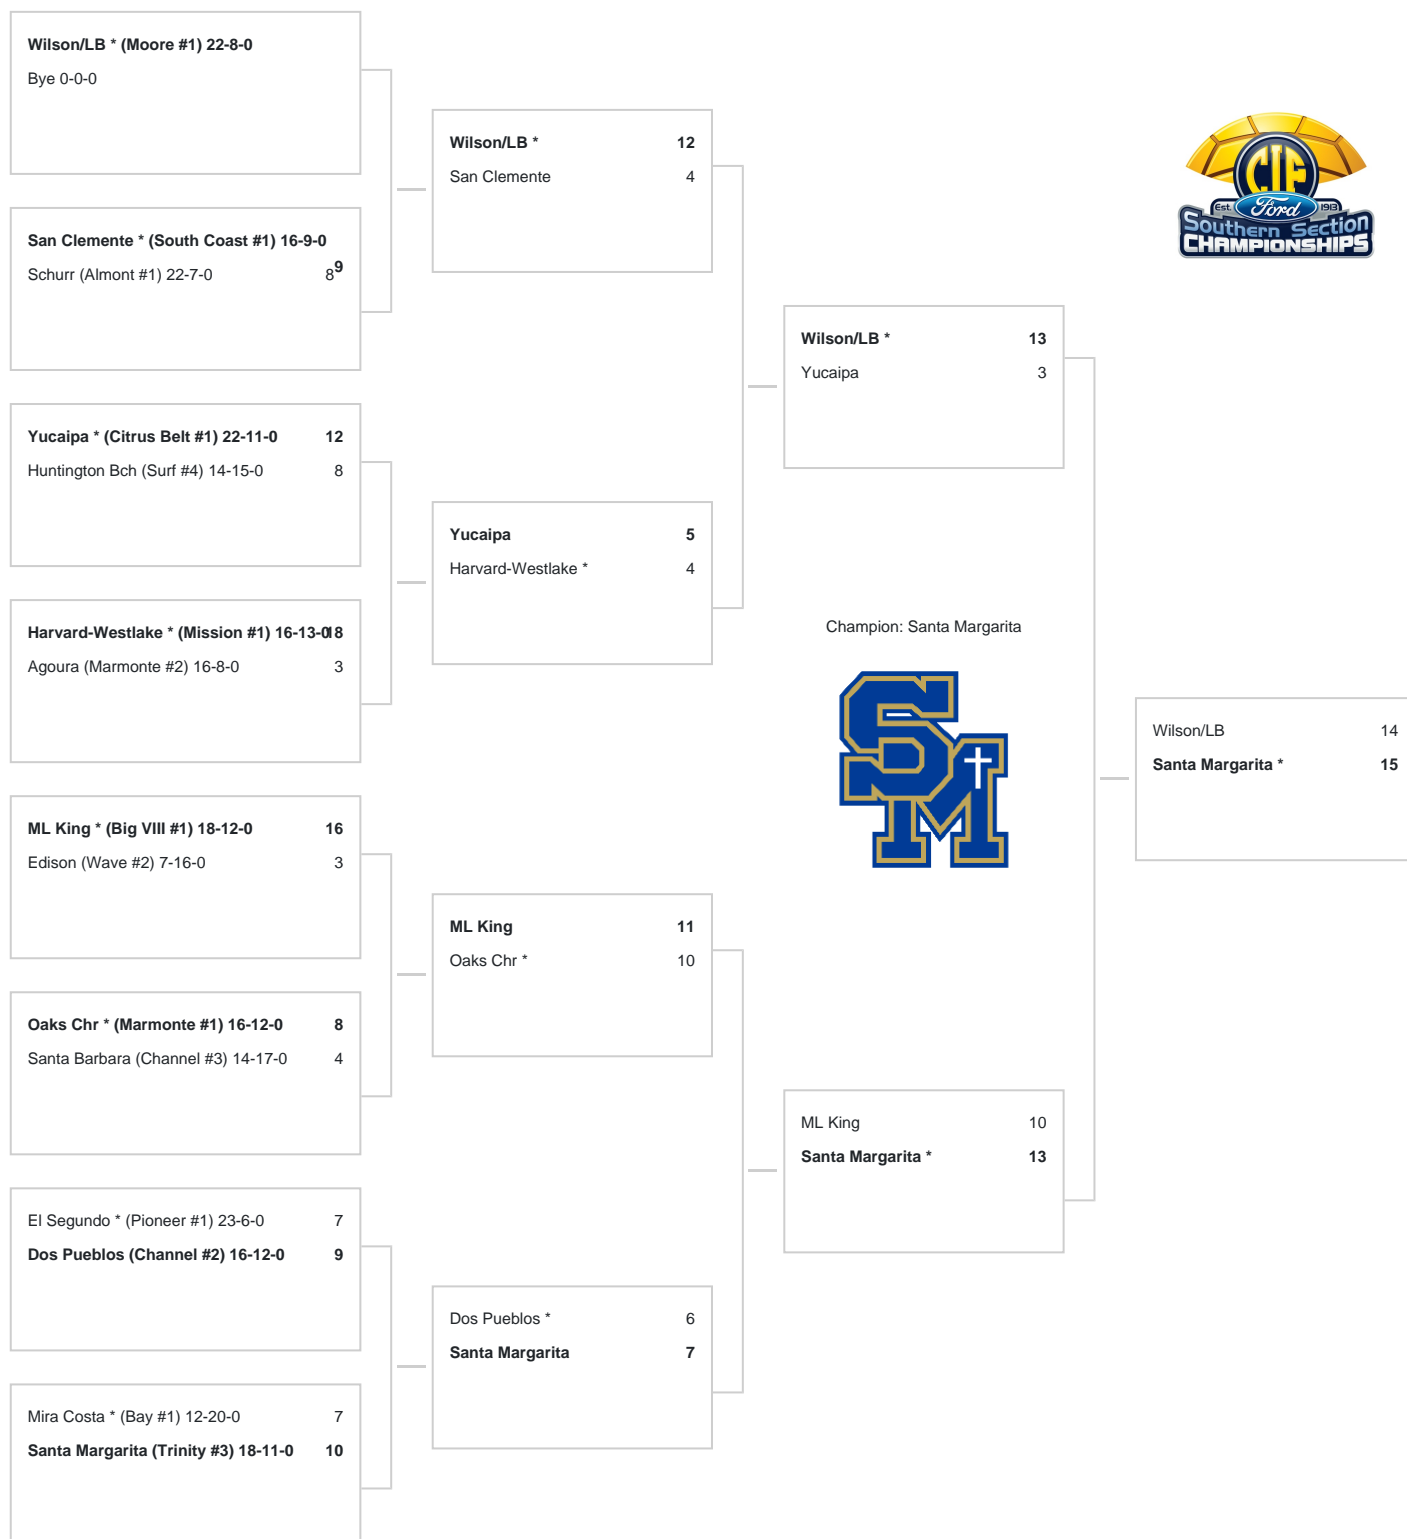 Wilson/LB * (Moore #1) 22-8-0
Bye 0-0-0
San Clemente * (South Coast #1) 16-9-0 9
Schurr (Almont #1) 22-7-0 8
Yucaipa * (Citrus Belt #1) 22-11-0 12
Huntington Bch (Surf #4) 14-15-0 8
Harvard-Westlake * (Mission #1) 16-13-0 18
Agoura (Marmonte #2) 16-8-0 3
ML King * (Big VIII #1) 18-12-0 16
Edison (Wave #2) 7-16-0 3
Oaks Chr * (Marmonte #1) 16-12-0 8
Santa Barbara (Channel #3) 14-17-0 4
El Segundo * (Pioneer #1) 23-6-0 7
Dos Pueblos (Channel #2) 16-12-0 9
Mira Costa * (Bay #1) 12-20-0 7
Santa Margarita (Trinity #3) 18-11-0 10
Wilson/LB * 12
San Clemente 4
Yucaipa 5
Harvard-Westlake * 4
ML King 11
Oaks Chr * 10
Dos Pueblos * 6
Santa Margarita 7
Wilson/LB * 13
Yucaipa 3
Champion: Santa Margarita
SM
ML King 10
Santa Margarita * 13
CIF
Est. Ford 1913
Southern Section
CHAMPIONSHIPS
Wilson/LB 14
Santa Margarita * 15